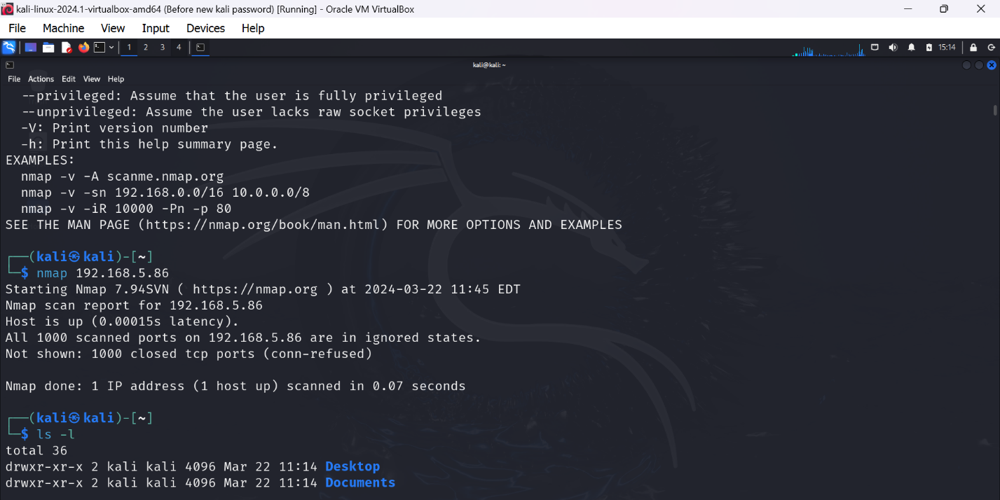 kali-linux-2024.1-virtualbox-amd64 (Before new kali password) [Running] - Oracle VM VirtualBox
File Machine View Input Devices Help
1 2 3 4 15:14
kali@kali: ~
File Actions Edit View Help
--privileged: Assume that the user is fully privileged
--unprivileged: Assume the user lacks raw socket privileges
-V: Print version number
-h: Print this help summary page.
EXAMPLES:
nmap -v -A scanme.nmap.org
nmap -v -sn 192.168.0.0/16 10.0.0.0/8
nmap -v -iR 10000 -Pn -p 80
SEE THE MAN PAGE (https://nmap.org/book/man.html) FOR MORE OPTIONS AND EXAMPLES
┌──(kali㉿kali)-[~]
└─$ nmap 192.168.5.86
Starting Nmap 7.94SVN ( https://nmap.org ) at 2024-03-22 11:45 EDT
Nmap scan report for 192.168.5.86
Host is up (0.00015s latency).
All 1000 scanned ports on 192.168.5.86 are in ignored states.
Not shown: 1000 closed tcp ports (conn-refused)
Nmap done: 1 IP address (1 host up) scanned in 0.07 seconds
┌──(kali㉿kali)-[~]
└─$ ls -l
total 36
drwxr-xr-x 2 kali kali 4096 Mar 22 11:14 Desktop
drwxr-xr-x 2 kali kali 4096 Mar 22 11:14 Documents